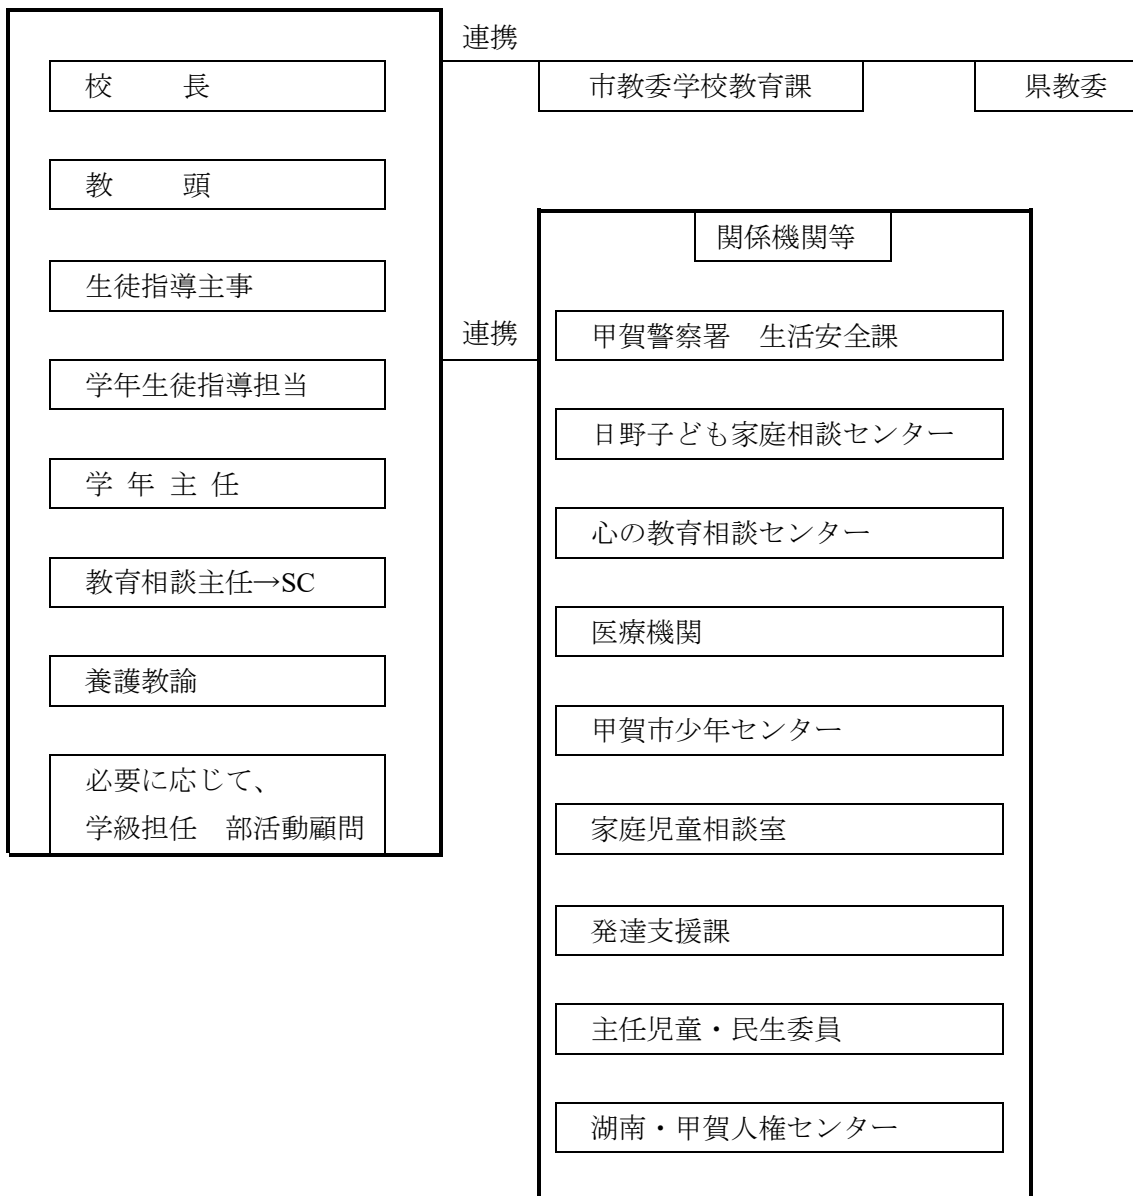 校　　長
教　　頭
生徒指導主事
学年生徒指導担当
学 年 主 任
教育相談主任→SC
養護教諭
必要に応じて、
学級担任　部活動顧問
連携
市教委学校教育課
県教委
連携
関係機関等
甲賀警察署　生活安全課
日野子ども家庭相談センター
心の教育相談センター
医療機関
甲賀市少年センター
家庭児童相談室
発達支援課
主任児童・民生委員
湖南・甲賀人権センター